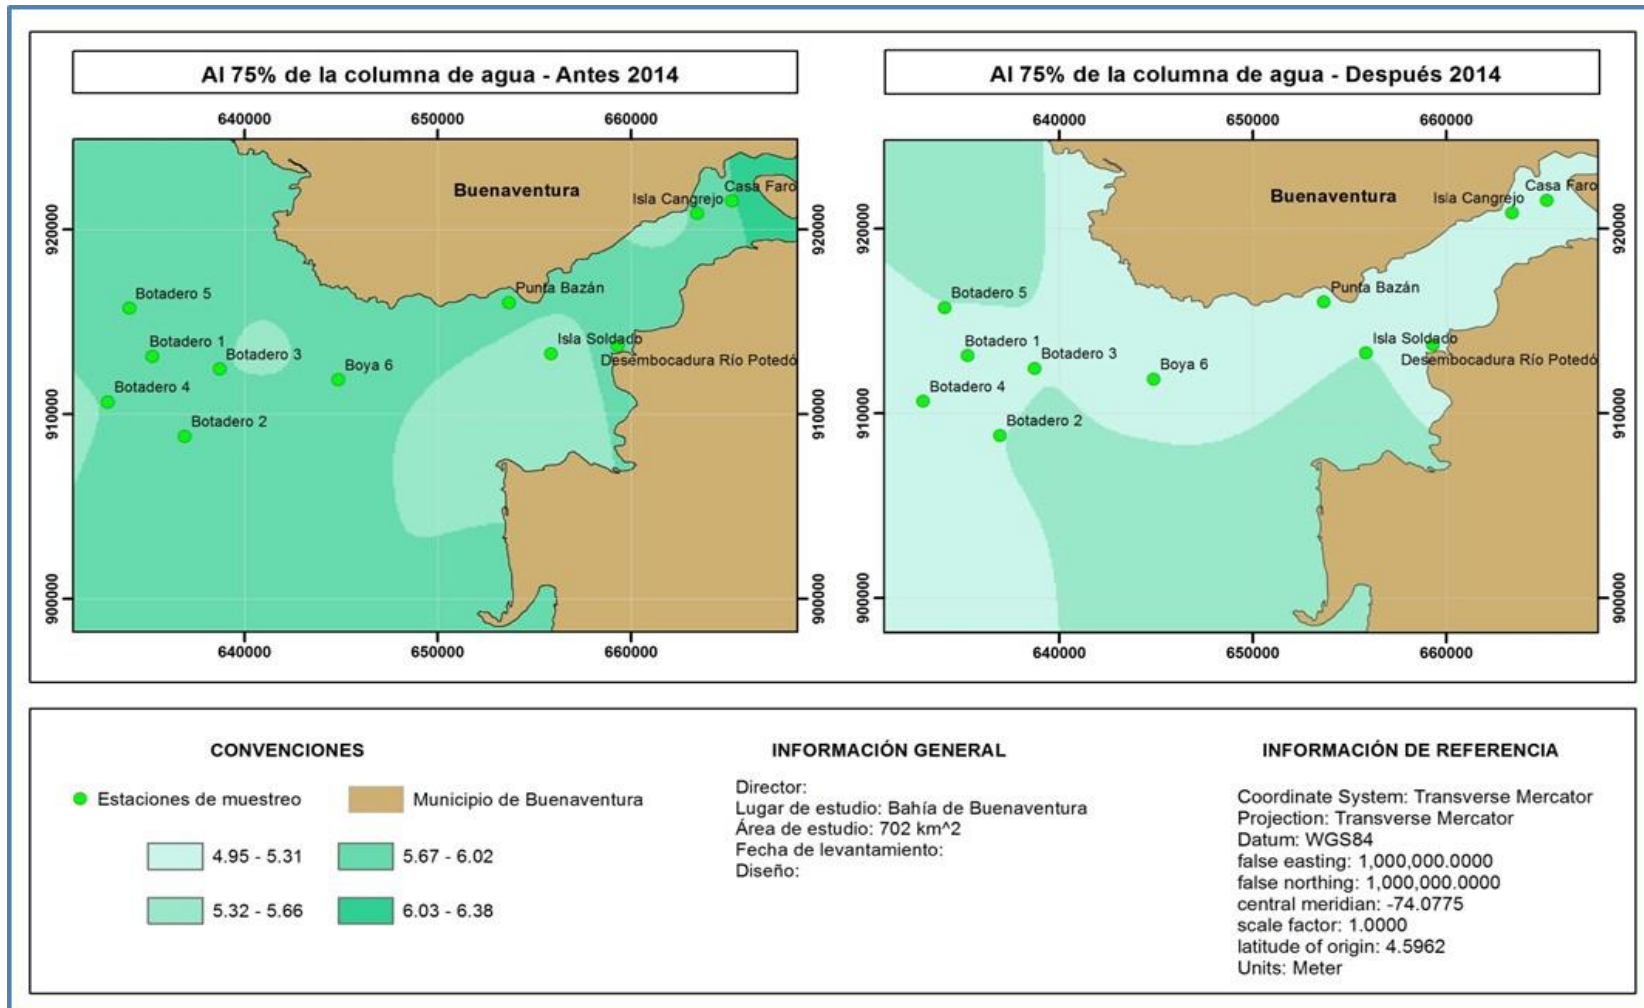 Al 75% de la columna de agua - Antes 2014
640000 650000 660000
920000
910000
900000
Buenaventura
Casa Faro
Isla Cangrejo
Punta Bazán
Botadero 5
Botadero 1
Botadero 3
Isla Soldado
Boya 6
Desembocadura Río Potedó
Botadero 4
Botadero 2
920000
910000
900000
640000 650000 660000
Al 75% de la columna de agua - Después 2014
640000 650000 660000
920000
910000
900000
Buenaventura
Casa Faro
Isla Cangrejo
Punta Bazán
Botadero 5
Botadero 1
Botadero 3
Isla Soldado
Boya 6
Desembocadura Río Potedó
Botadero 4
Botadero 2
920000
910000
900000
640000 650000 660000
CONVENCIONES
Estaciones de muestreo
Municipio de Buenaventura
4.95 - 5.31
5.67 - 6.02
5.32 - 5.66
6.03 - 6.38
INFORMACIÓN GENERAL
Director:
Lugar de estudio: Bahía de Buenaventura
Área de estudio: 702 km^2
Fecha de levantamiento:
Diseño:
INFORMACIÓN DE REFERENCIA
Coordinate System: Transverse Mercator
Projection: Transverse Mercator
Datum: WGS84
false easting: 1,000,000.0000
false northing: 1,000,000.0000
central meridian: -74.0775
scale factor: 1.0000
latitude of origin: 4.5962
Units: Meter